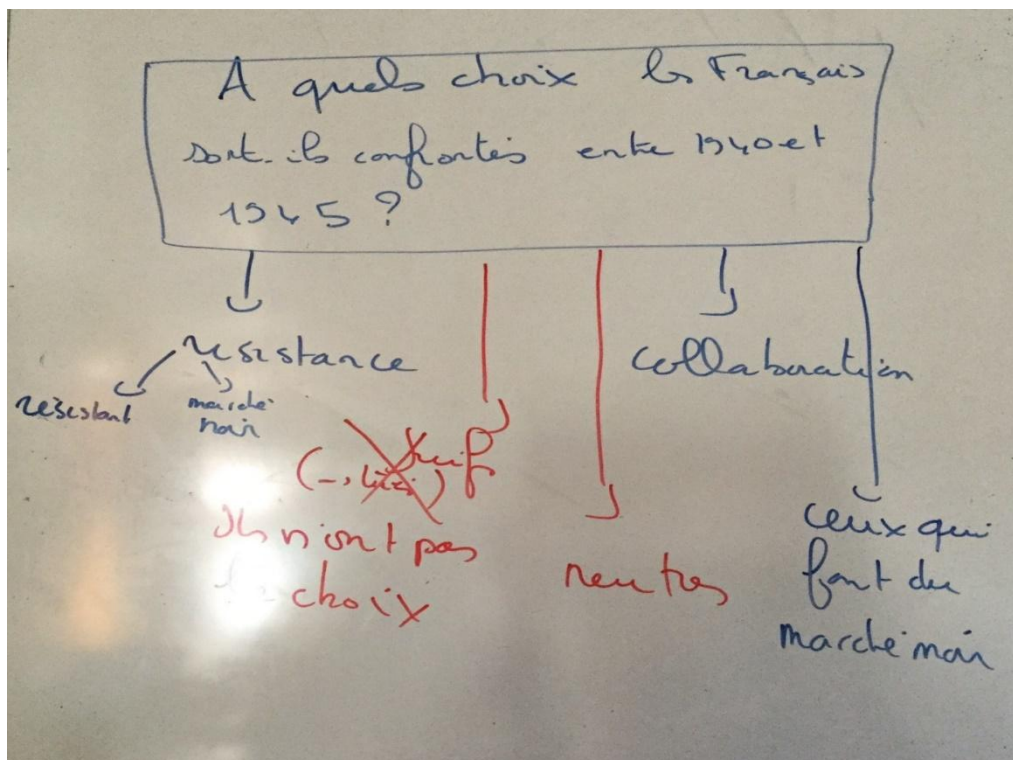 A quels choix les Français
sont-ils confrontés entre 1940 et
1945 ?
resistance
résistant
marché
noir
collaboration
Juif
Ils n'ont pas
choix
neutres
ceux qui
font du
marché noir